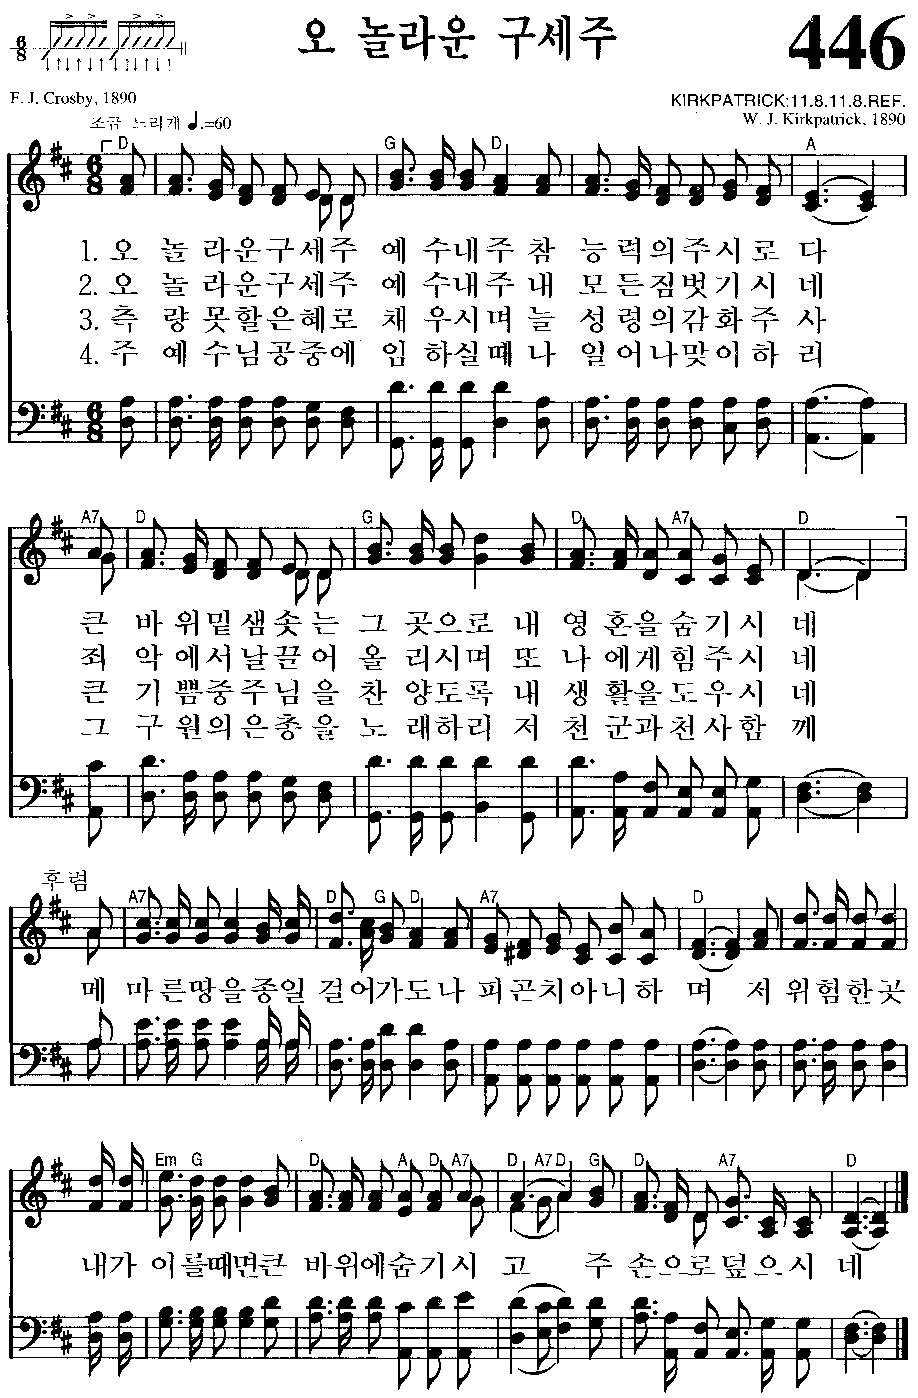 6
8
오 놀라운 구세주
446
F. J. Crosby, 1890
KIRKPATRICK:11.8.11.8.REF.
조금 느리게 ♩.=60
W. J. Kirkpatrick, 1890
D G D A
1. 오 놀라운구세주 예 수내주 참 능력의주시로 다
2. 오 놀라운구세주 예 수내주 내 모든짐벗기시 네
3. 측 량못할은혜로 채 우시며 늘 성령의감화주 사
4. 주 예수님공중에 임 하실때 나 일어나맞이하 리
A7 D G D A7 D
큰 바위밑샘솟는 그 곳으로 내 영혼을숨기시 네
죄 악에서날끌어 올 리시며 또 나에게힘주시 네
큰 기쁨중주님을 찬 양토록 내 생활을도우시 네
그 구원의은총을 노 래하리 저 천군과천사함 께
후렴
A7 D G D A7 D
메 마른땅을종일 걸어가도나 피곤치아니하 며 저 위험한곳
Em G D A D A7 D A7 D G D A7 D
내가 이를때면큰 바위에숨기시 고 주 손으로덮으시 네